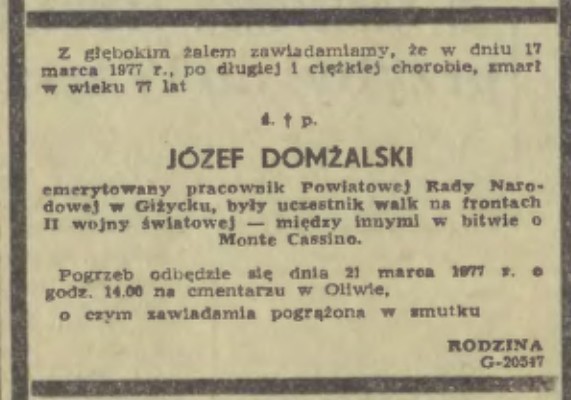 Z głębokim żalem zawiadamiamy, że w dniu 17
marca 1977 r., po długiej i ciężkiej chorobie, zmarł
w wieku 77 lat
ś. † p.
JÓZEF DOMŻALSKI
emerytowany pracownik Powiatowej Rady Naro-
dowej w Giżycku, były uczestnik walk na frontach
II wojny światowej — między innymi w bitwie o
Monte Cassino.
Pogrzeb odbędzie się dnia 21 marca 1977 r. o
godz. 14.00 na cmentarzu w Oliwie,
o czym zawiadamia pogrążona w smutku
RODZINA
G-20547